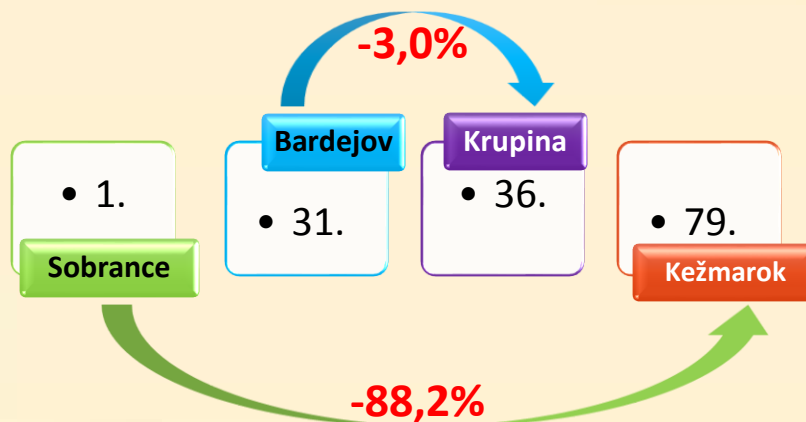 -3,0%
Bardejov
Krupina
• 1.
• 31.
• 36.
• 79.
Sobrance
Kežmarok
-88,2%